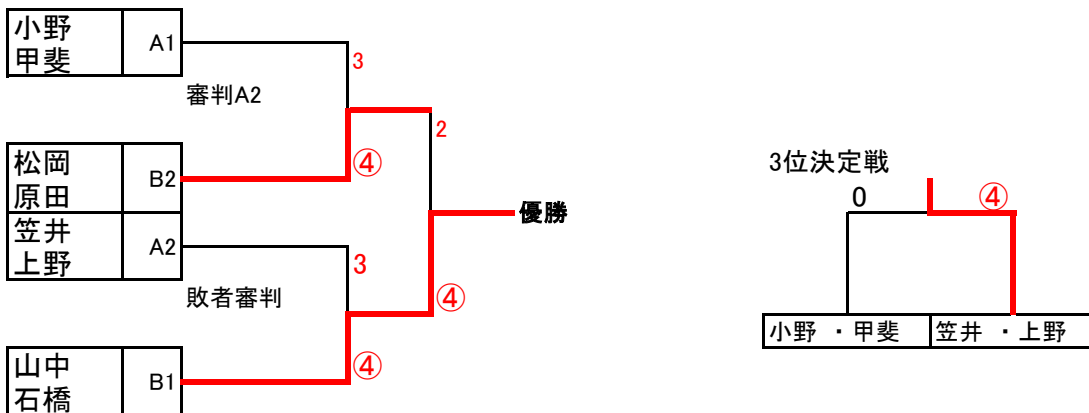 小野
甲斐
A1
3
審判A2
2
松岡
原田
B2
④
3位決定戦
0
④
優勝
笠井
上野
A2
3
敗者審判
④
小野 ・甲斐
笠井 ・上野
山中
石橋
B1
④